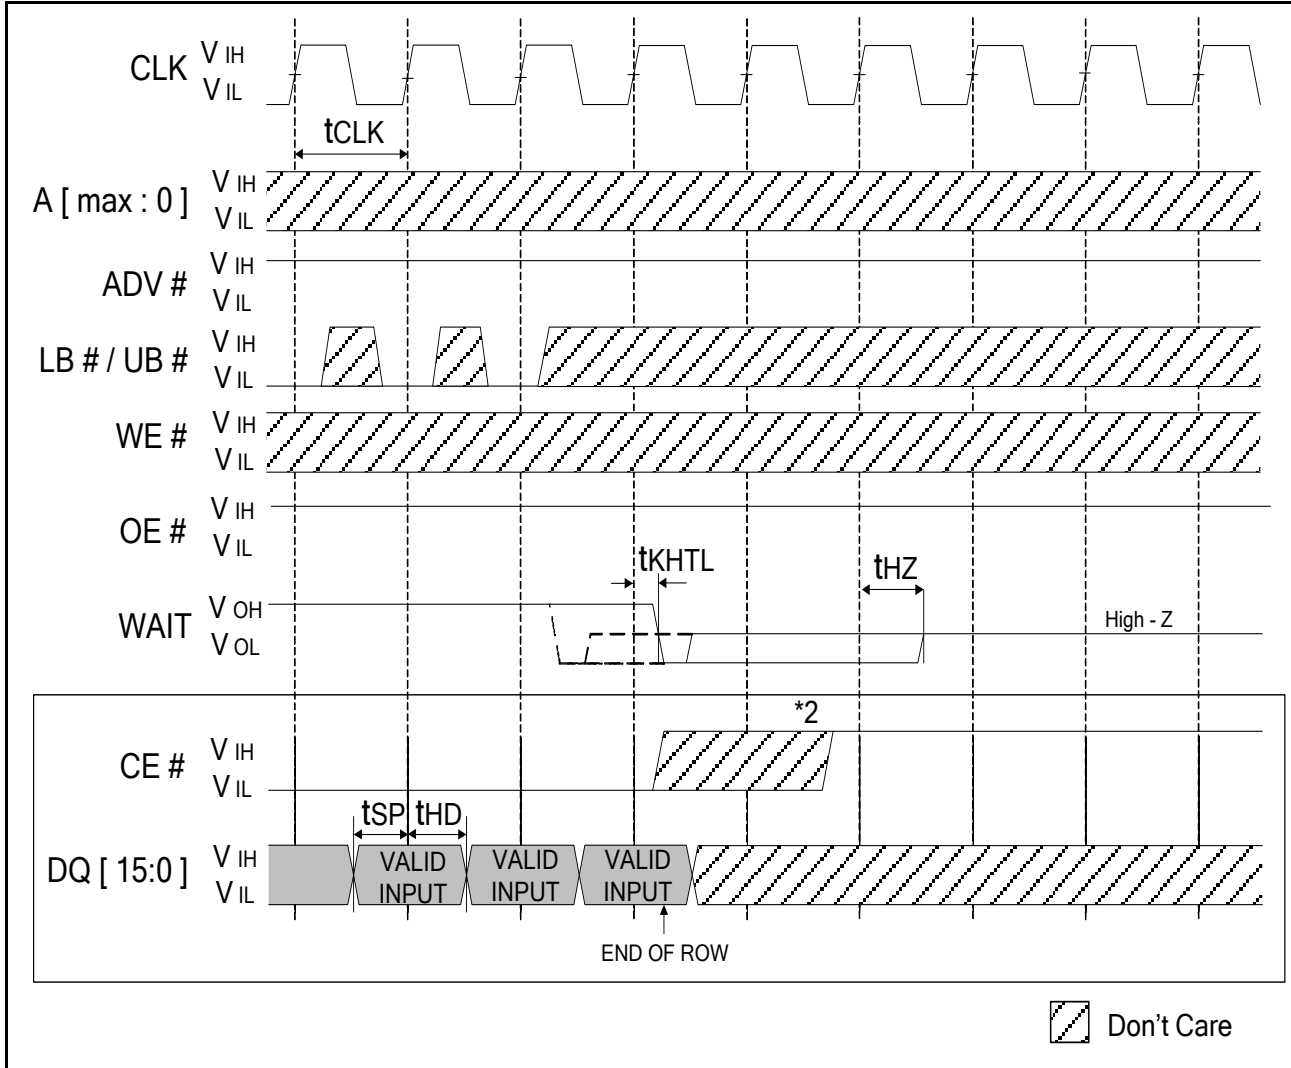 CLK V IH
V IL
tCLK
A [ max : 0 ] V IH
V IL
ADV # V IH
V IL
LB # / UB # V IH
V IL
WE # V IH
V IL
OE # V IH
V IL
tKHTL
tHZ
WAIT V OH
V OL
High - Z
*2
CE # V IH
V IL
tSP tHD
DQ [ 15:0 ] V IH
V IL
VALID INPUT
VALID INPUT
VALID INPUT
END OF ROW
Don't Care